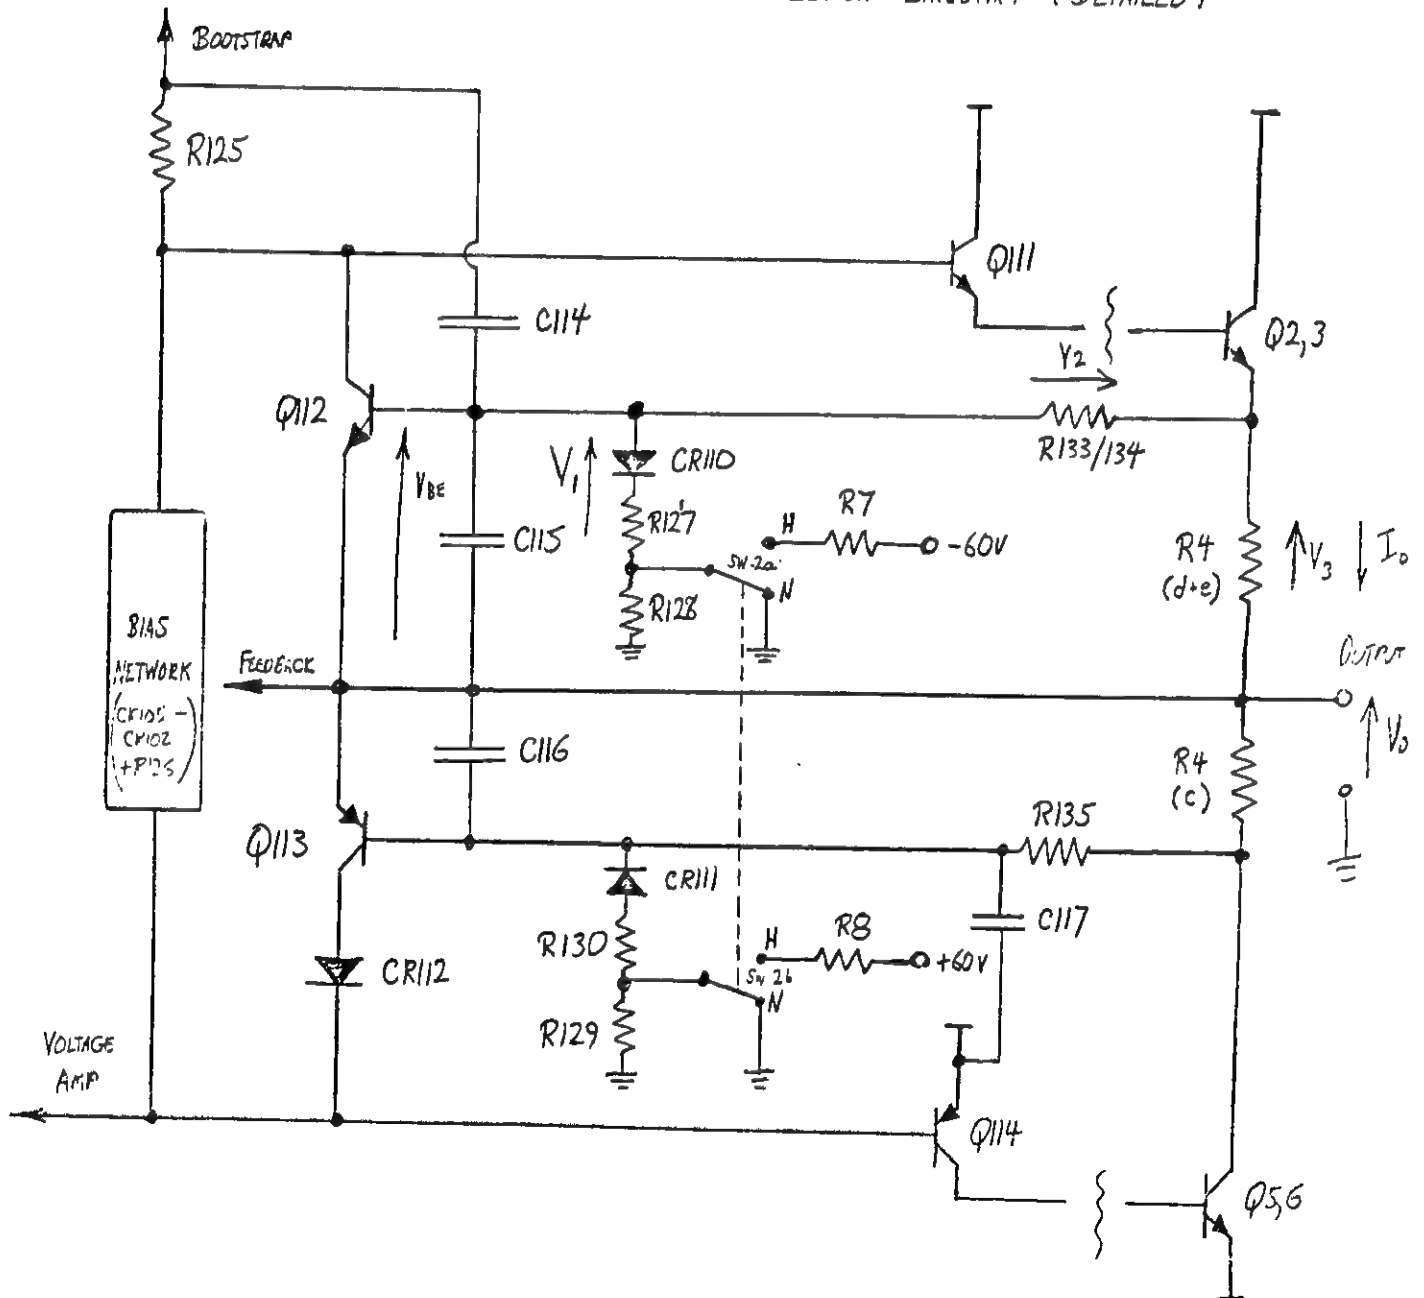 (DETAILED)
BOOTSTRAP
R125
Q111
C114
Q2,3
V2
Q112
R133/134
VBE
V1
CR110
R127
H
R7
-60V
C115
SW-2a
N
R128
R4
(d+e)
V3
I0
BIAS
NETWORK
CR102
FEEDBACK
OUTPUT
V0
C116
R4
(c)
Q113
R135
CR111
C117
R130
H
R8
+60V
SW 2b
N
CR112
R129
VOLTAGE
AMP
Q114
Q5,6